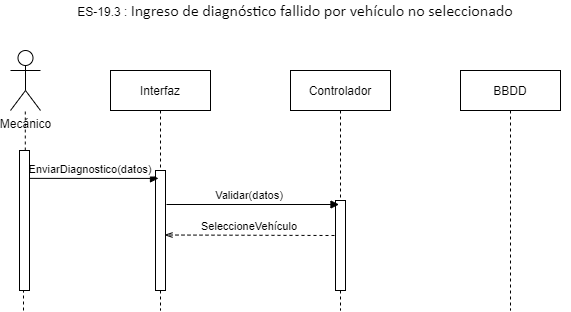 ES-19.3 : Ingreso de diagnóstico fallido por vehículo no seleccionado
Interfaz
Controlador
BBDD
Mecánico
EnviarDiagnostico(datos)
Validar(datos)
SeleccioneVehículo